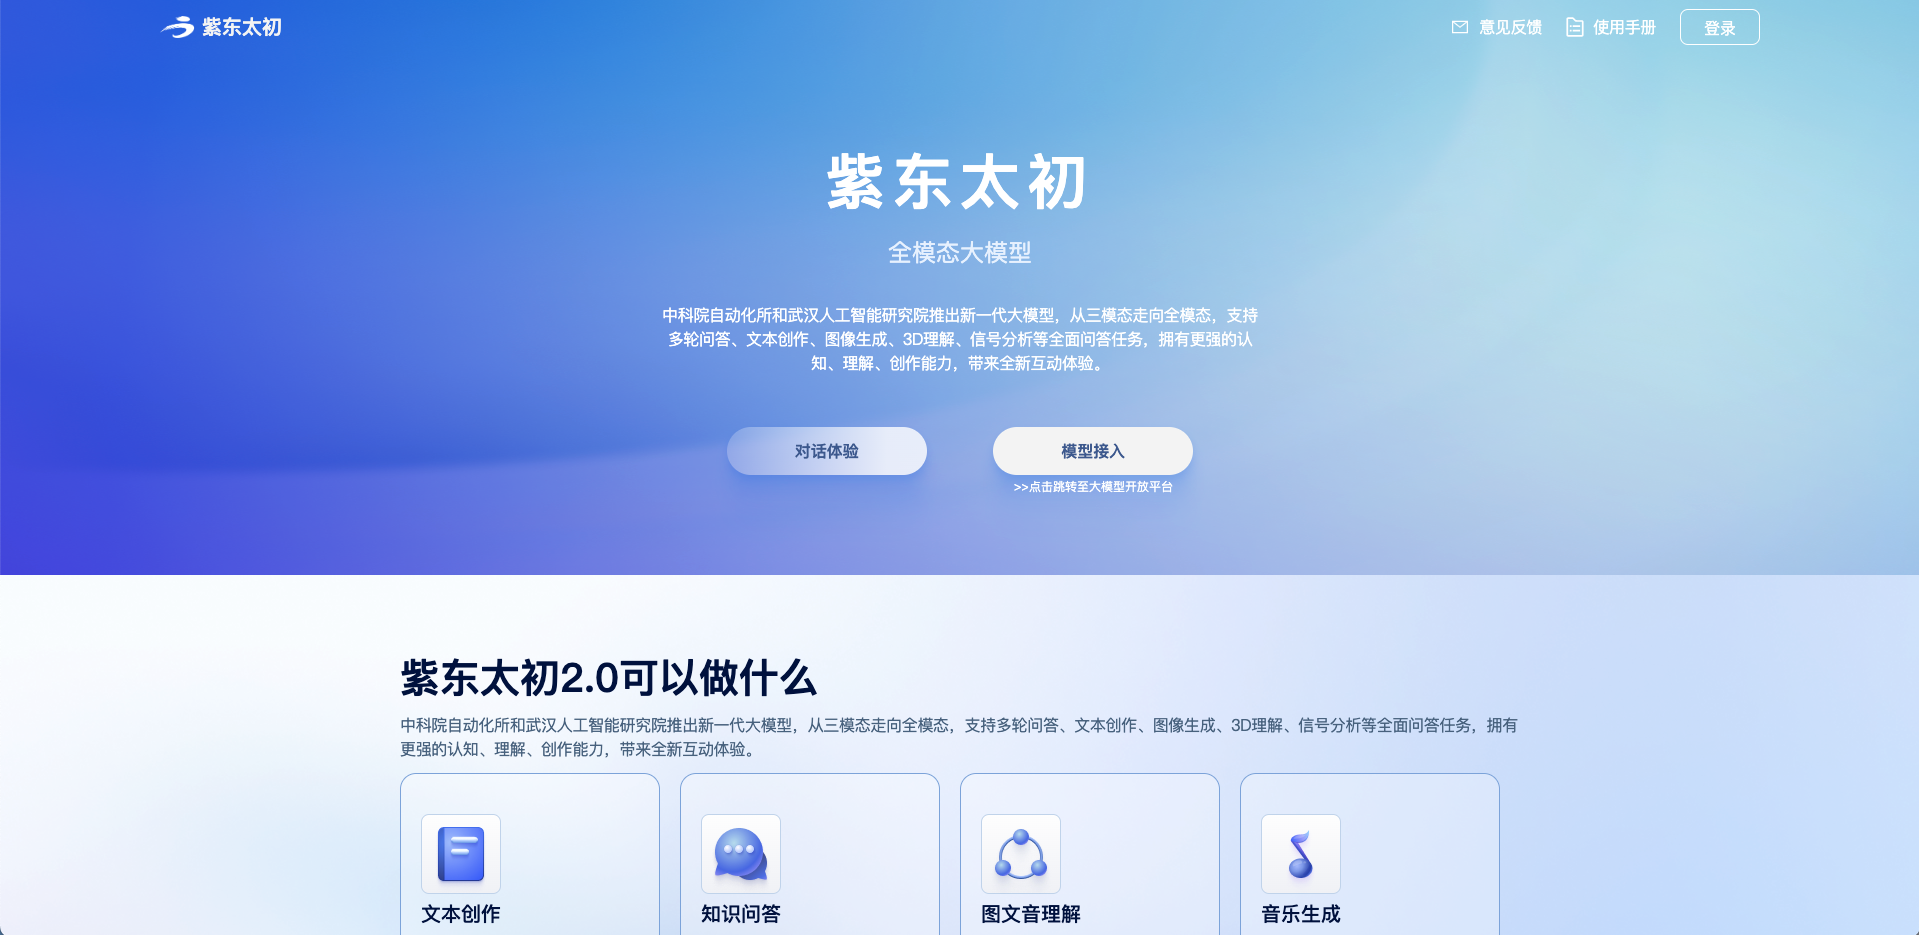 紫东太初
意见反馈
使用手册
登录
紫东太初
全模态大模型
中科院自动化所和武汉人工智能研究院推出新一代大模型，从三模态走向全模态，支持
多轮问答、文本创作、图像生成、3D理解、信号分析等全面问答任务，拥有更强的认
知、理解、创作能力，带来全新互动体验。
对话体验
模型接入
>>点击跳转至大模型开放平台
紫东太初2.0可以做什么
中科院自动化所和武汉人工智能研究院推出新一代大模型，从三模态走向全模态，支持多轮问答、文本创作、图像生成、3D理解、信号分析等全面问答任务，拥有
更强的认知、理解、创作能力，带来全新互动体验。
文本创作
知识问答
图文音理解
音乐生成